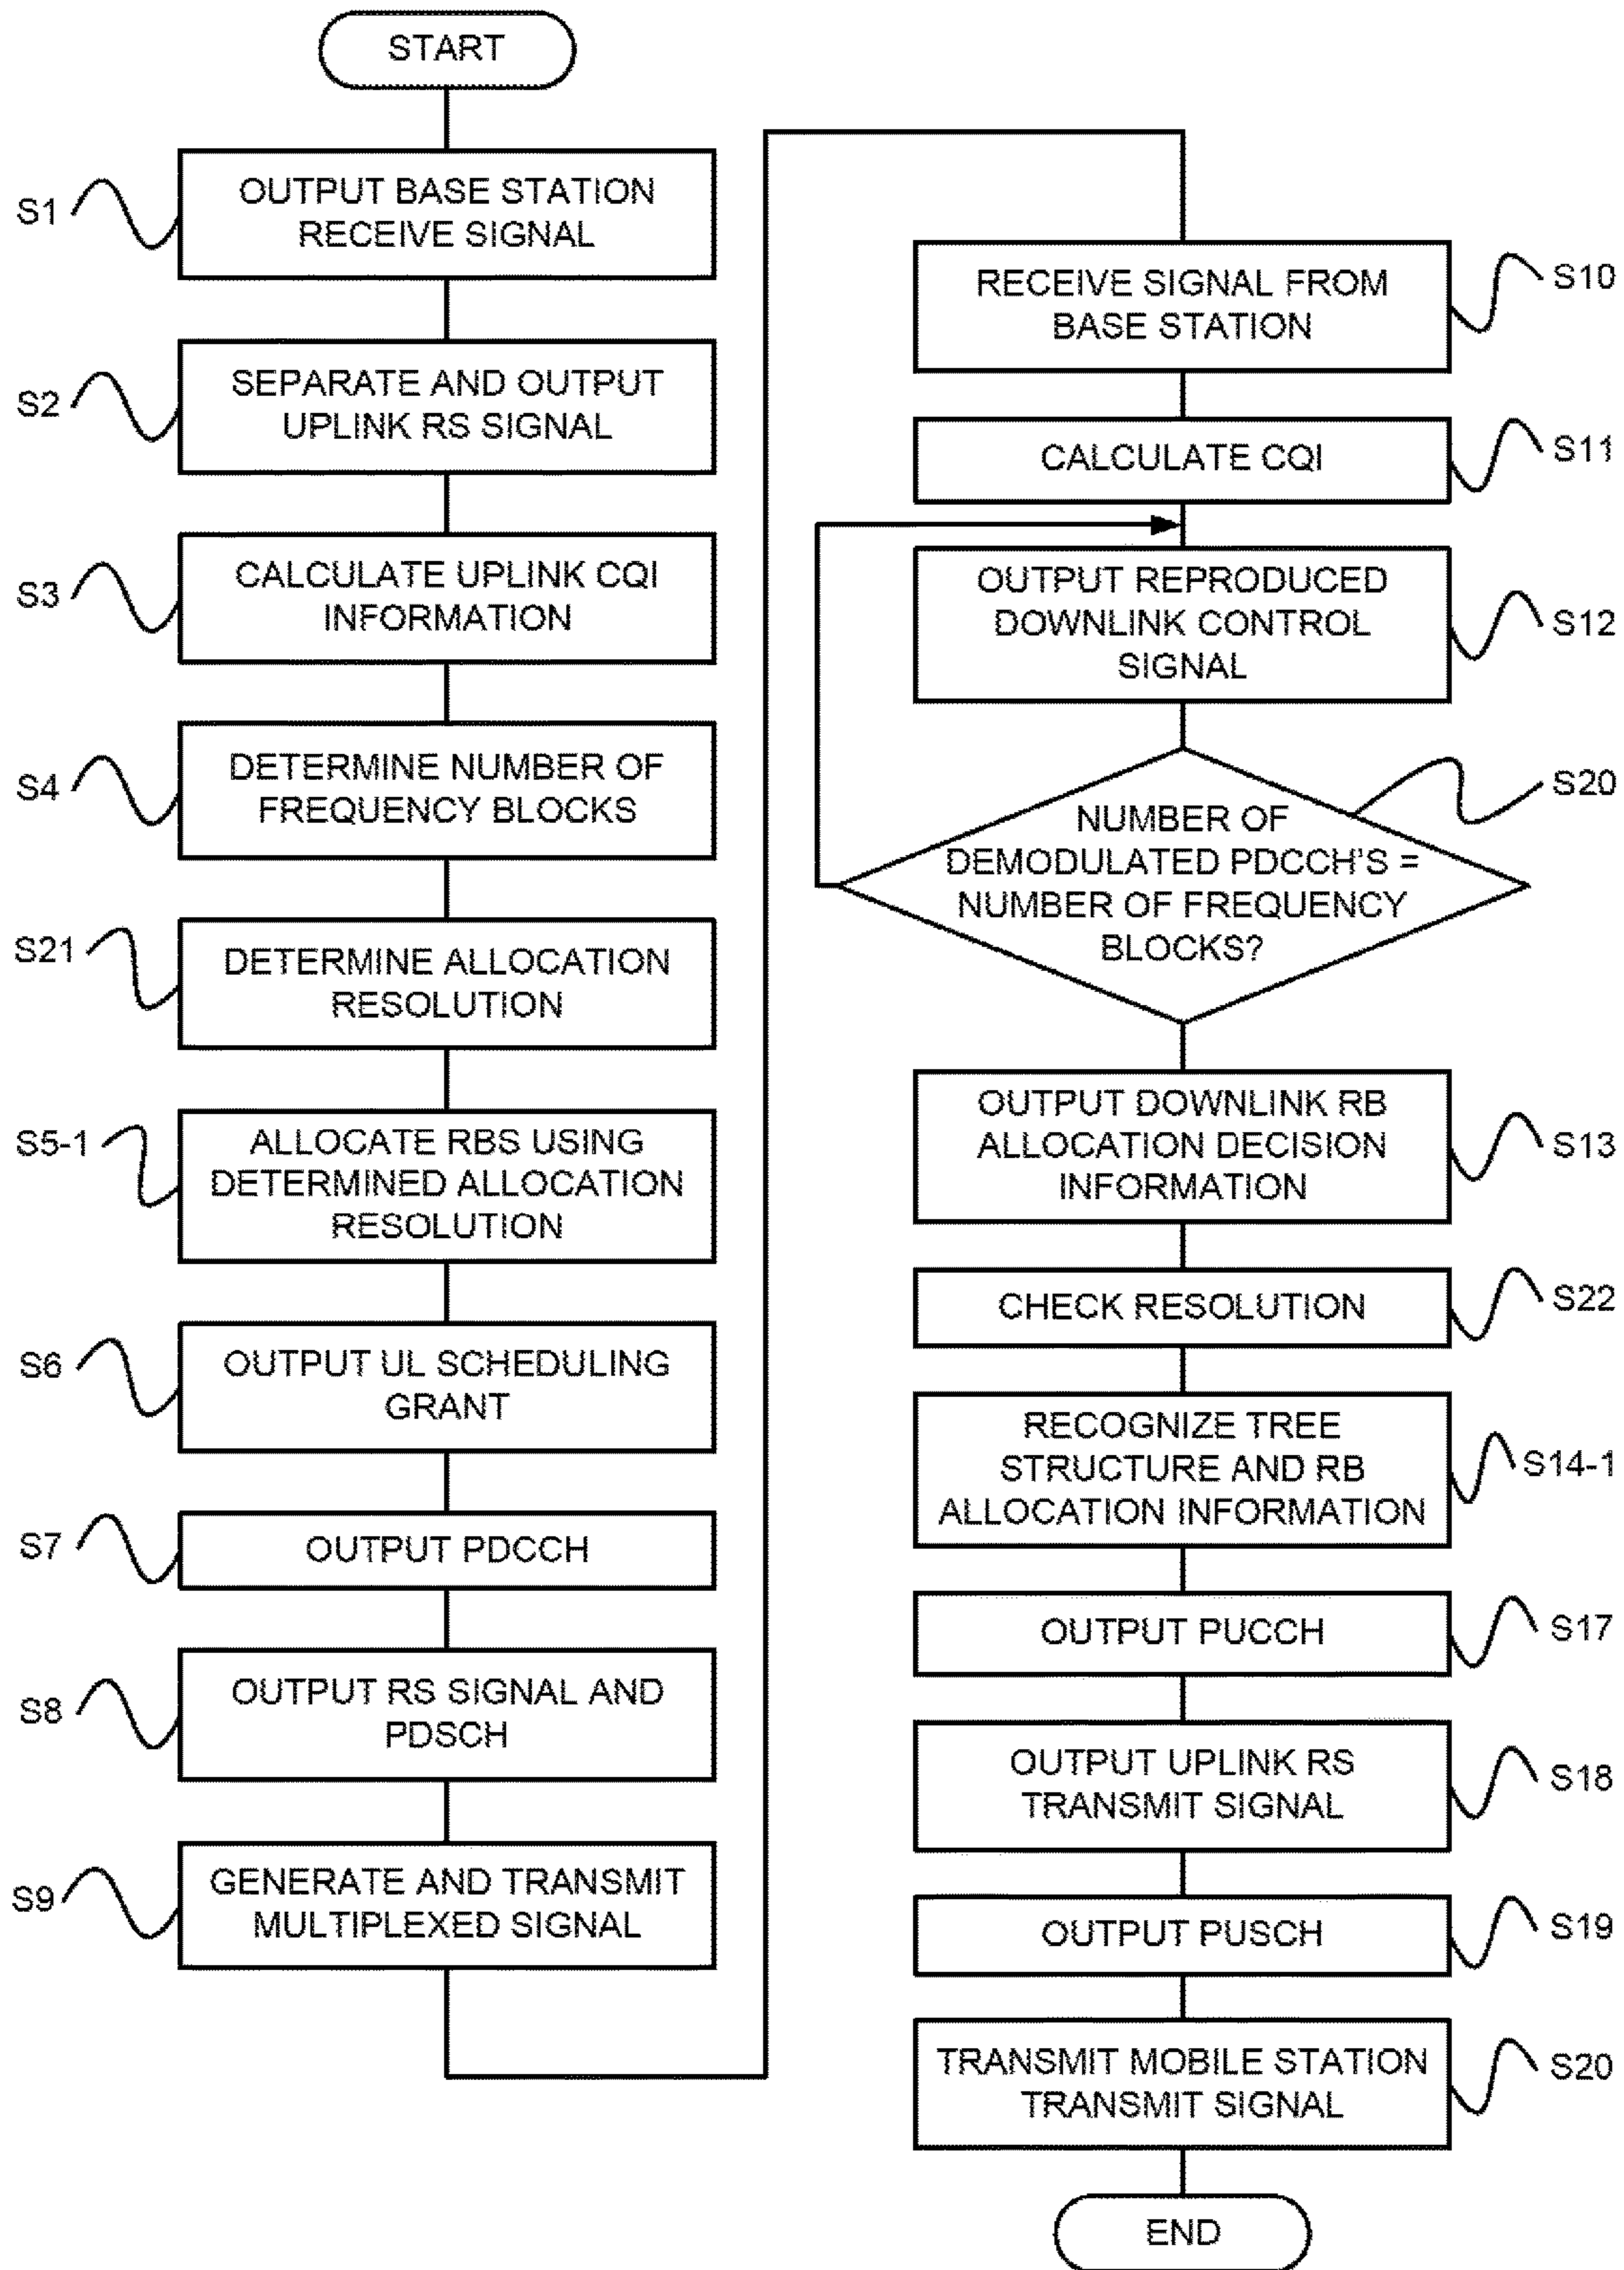 START
S1
OUTPUT BASE STATION
RECEIVE SIGNAL
S2
SEPARATE AND OUTPUT
UPLINK RS SIGNAL
S3
CALCULATE UPLINK CQI
INFORMATION
S4
DETERMINE NUMBER OF
FREQUENCY BLOCKS
S21
DETERMINE ALLOCATION
RESOLUTION
S5-1
ALLOCATE RBS USING
DETERMINED ALLOCATION
RESOLUTION
S6
OUTPUT UL SCHEDULING
GRANT
S7
OUTPUT PDCCH
S8
OUTPUT RS SIGNAL AND
PDSCH
S9
GENERATE AND TRANSMIT
MULTIPLEXED SIGNAL
RECEIVE SIGNAL FROM
BASE STATION
S10
CALCULATE CQI
S11
OUTPUT REPRODUCED
DOWNLINK CONTROL
SIGNAL
S12
NUMBER OF
DEMODULATED PDCCH'S =
NUMBER OF FREQUENCY
BLOCKS?
S20
OUTPUT DOWNLINK RB
ALLOCATION DECISION
INFORMATION
S13
CHECK RESOLUTION
S22
RECOGNIZE TREE
STRUCTURE AND RB
ALLOCATION INFORMATION
S14-1
OUTPUT PUCCH
S17
OUTPUT UPLINK RS
TRANSMIT SIGNAL
S18
OUTPUT PUSCH
S19
TRANSMIT MOBILE STATION
TRANSMIT SIGNAL
S20
END